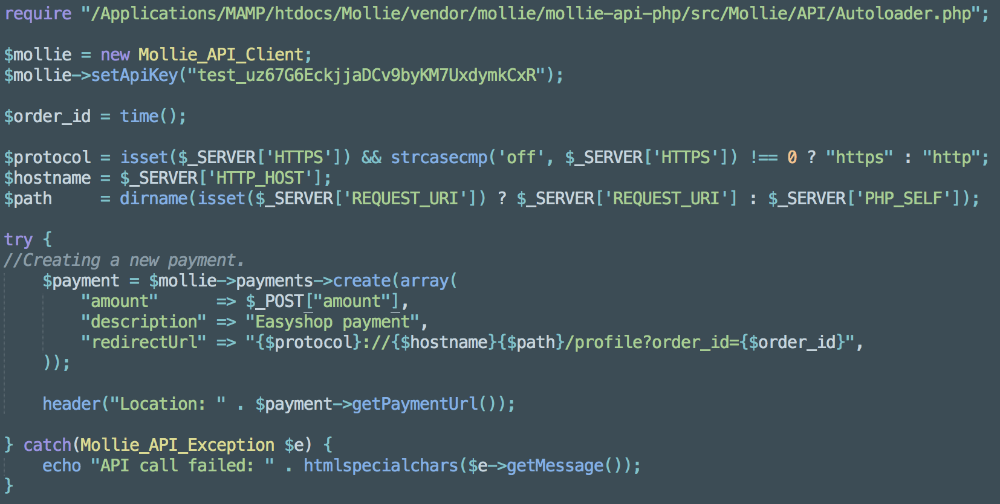 require "/Applications/MAMP/htdocs/Mollie/vendor/mollie/mollie-api-php/src/Mollie/API/Autoloader.php";
$mollie = new Mollie_API_Client;
$mollie->setApiKey("test_uz67G6EckjjaDCv9byKM7UxdymkCxR");
$order_id = time();
$protocol = isset($_SERVER['HTTPS']) && strcasecmp('off', $_SERVER['HTTPS']) !== 0 ? "https" : "http";
$hostname = $_SERVER['HTTP_HOST'];
$path     = dirname(isset($_SERVER['REQUEST_URI']) ? $_SERVER['REQUEST_URI'] : $_SERVER['PHP_SELF']);
try {
//Creating a new payment.
    $payment = $mollie->payments->create(array(
        "amount"      => $_POST["amount"],
        "description" => "Easyshop payment",
        "redirectUrl" => "{$protocol}://{$hostname}{$path}/profile?order_id={$order_id}",
    ));
    header("Location: " . $payment->getPaymentUrl());
} catch(Mollie_API_Exception $e) {
    echo "API call failed: " . htmlspecialchars($e->getMessage());
}